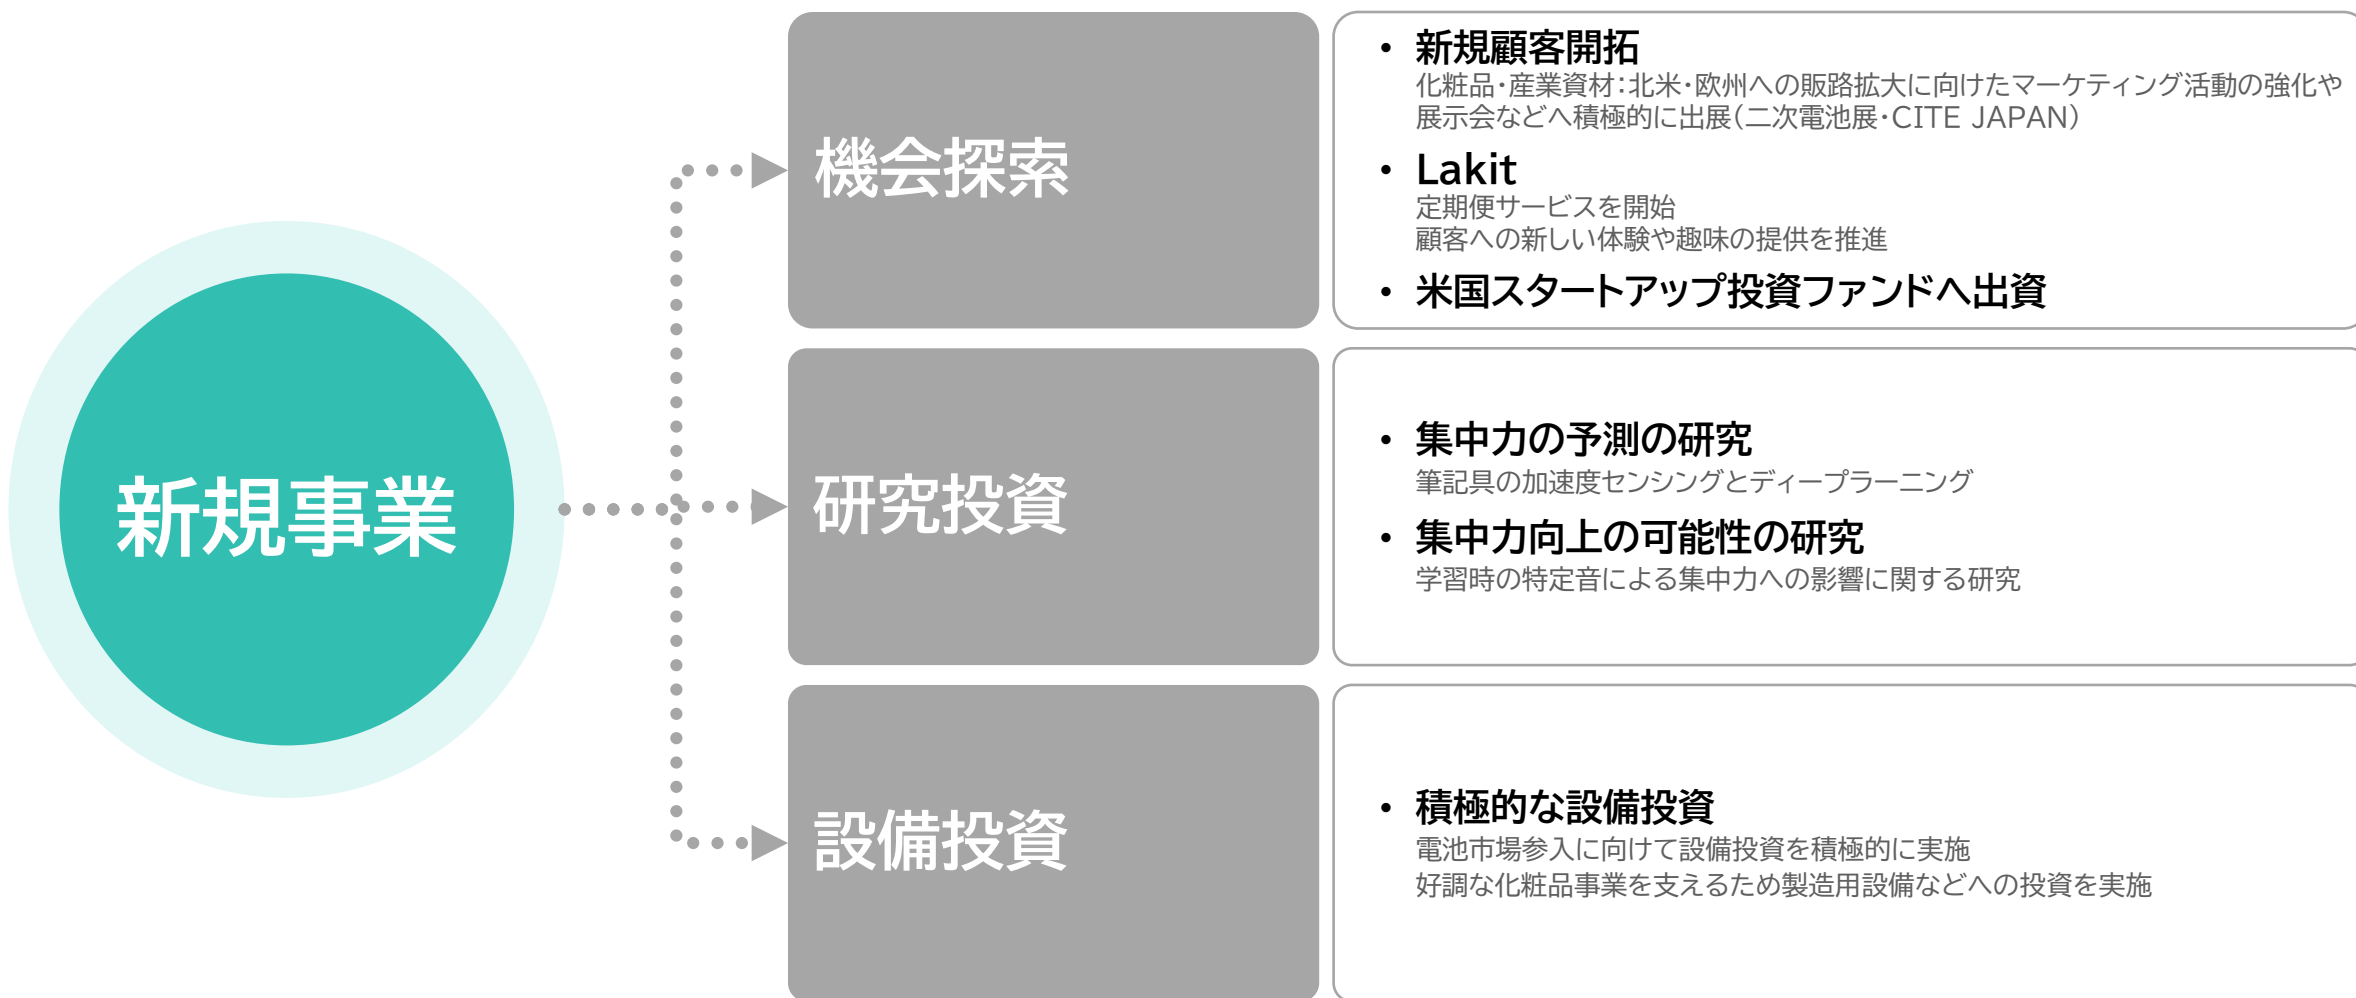 新規事業
機会探索
・新規顧客開拓
化粧品・産業資材：北米・欧州への販路拡大に向けたマーケティング活動の強化や
展示会などへ積極的に出展（二次電池展・CITE JAPAN）
・Lakit
定期便サービスを開始
顧客への新しい体験や趣味の提供を推進
・米国スタートアップ投資ファンドへ出資
研究投資
・集中力の予測の研究
筆記具の加速度センシングとディープラーニング
・集中力向上の可能性の研究
学習時の特定音による集中力への影響に関する研究
設備投資
・積極的な設備投資
電池市場参入に向けて設備投資を積極的に実施
好調な化粧品事業を支えるため製造用設備などへの投資を実施